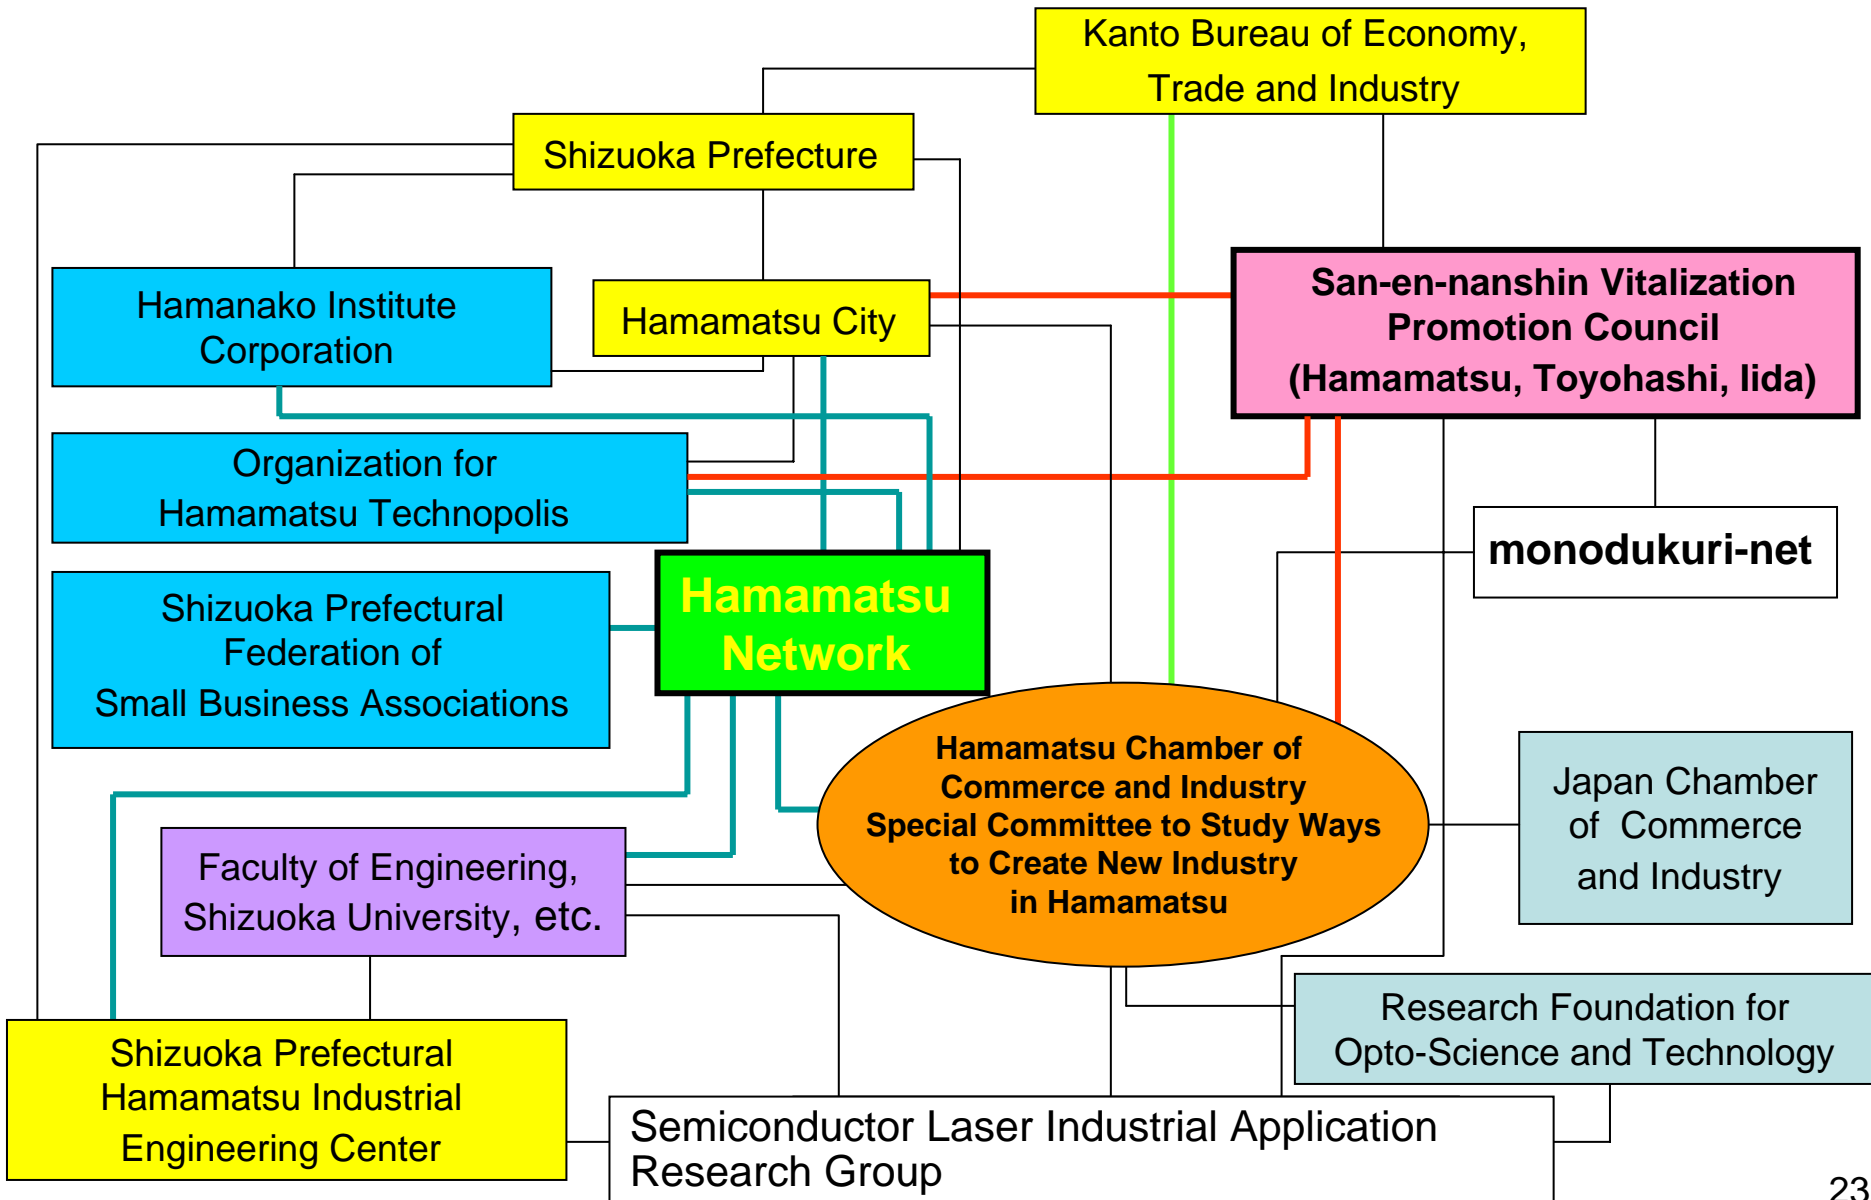 Kanto Bureau of Economy,
Trade and Industry
Shizuoka Prefecture
Hamanako Institute
Corporation
Hamamatsu City
San-en-nanshin Vitalization
Promotion Council
(Hamamatsu, Toyohashi, Iida)
Organization for
Hamamatsu Technopolis
monodukuri-net
Shizuoka Prefectural
Federation of
Small Business Associations
Hamamatsu
Network
Hamamatsu Chamber of
Commerce and Industry
Special Committee to Study Ways
to Create New Industry
in Hamamatsu
Japan Chamber
of Commerce
and Industry
Faculty of Engineering,
Shizuoka University, etc.
Research Foundation for
Opto-Science and Technology
Shizuoka Prefectural
Hamamatsu Industrial
Engineering Center
Semiconductor Laser Industrial Application
Research Group
23